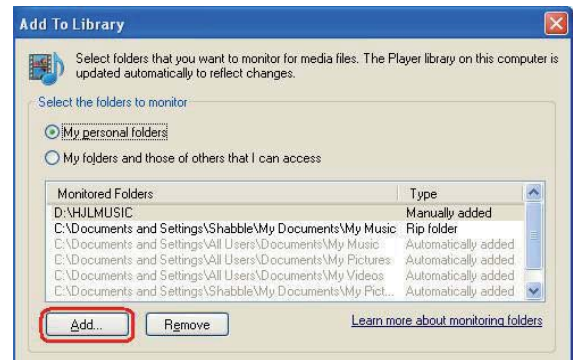 Add To Library
Select folders that you want to monitor for media files. The Player library on this computer is
updated automatically to reflect changes.
Select the folders to monitor
My personal folders
My folders and those of others that I can access
Monitored Folders Type
D:\HJLMUSIC Manually added
C:\Documents and Settings\Shabble\My Documents\My Music Rip folder
C:\Documents and Settings\All Users\Documents\My Music Automatically added
C:\Documents and Settings\All Users\Documents\My Pictures Automatically added
C:\Documents and Settings\All Users\Documents\My Videos Automatically added
C:\Documents and Settings\Shabble\My Documents\My Pict... Automatically added
Add... Remove Learn more about monitoring folders